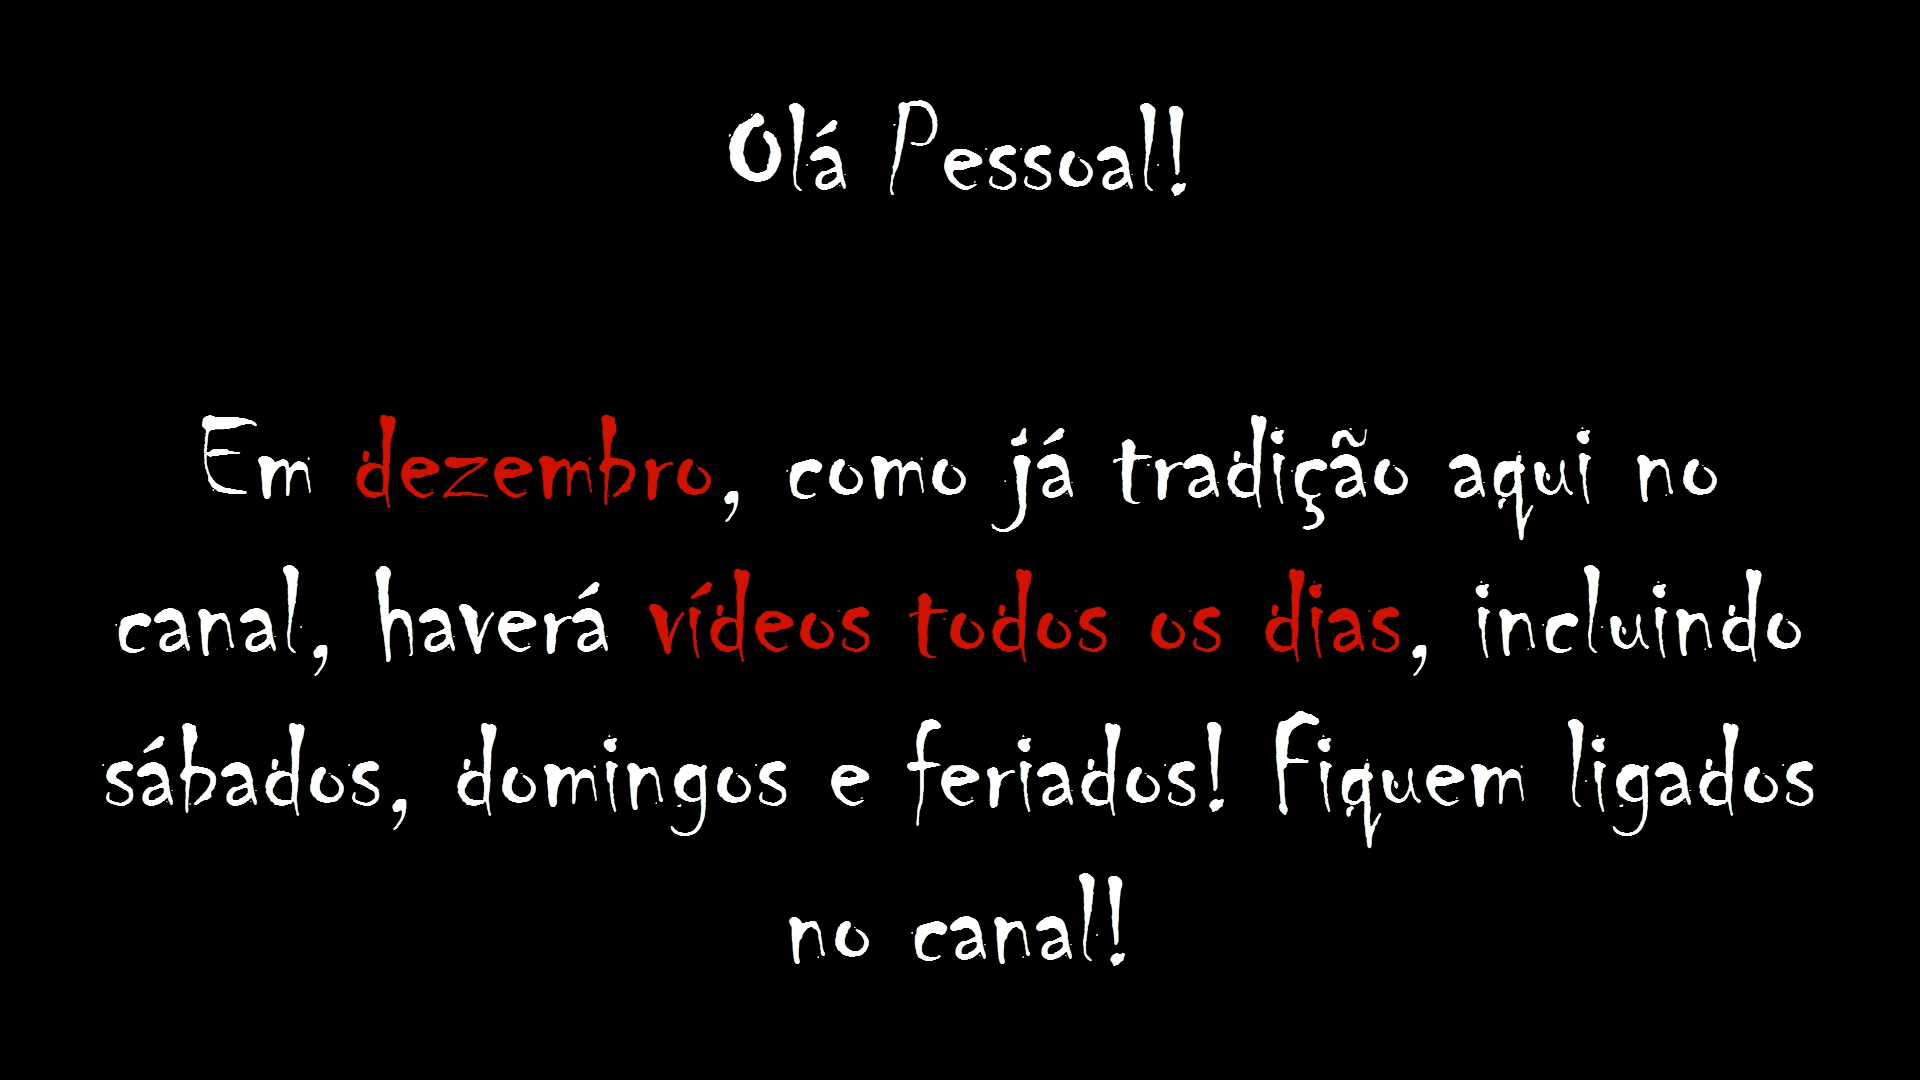 Olá Pessoal!
Em dezembro, como já tradição aqui no
canal, haverá vídeos todos os dias, incluindo
sábados, domingos e feriados! Fiquem ligados
no canal!